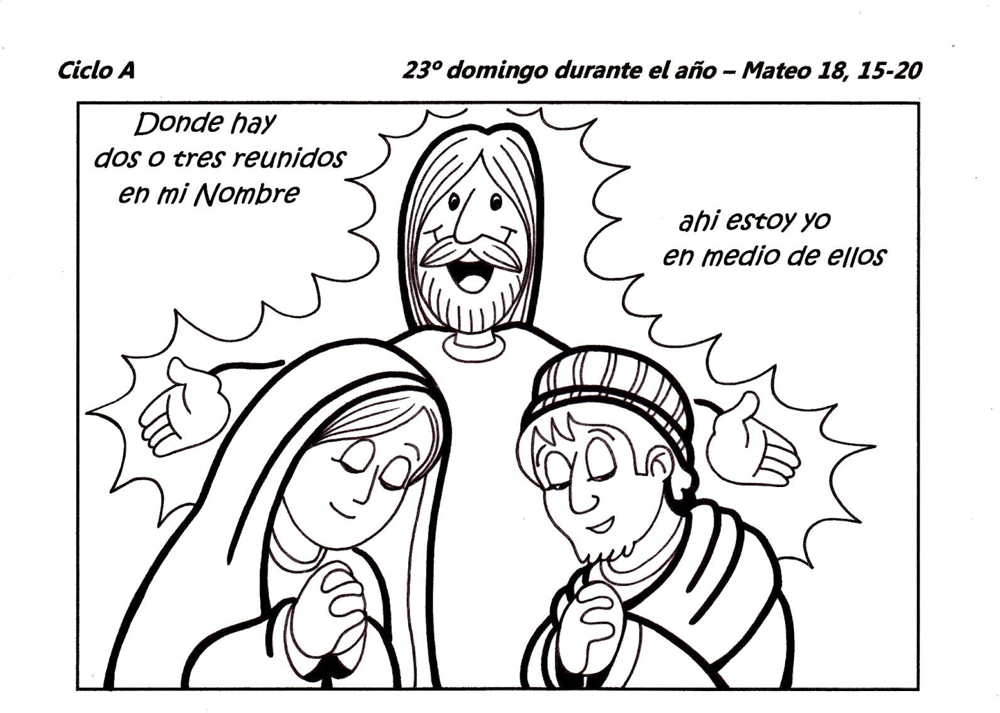 Ciclo A
23º domingo durante el año – Mateo 18, 15-20
Donde hay
dos o tres reunidos
en mi Nombre
ahi estoy yo
en medio de ellos